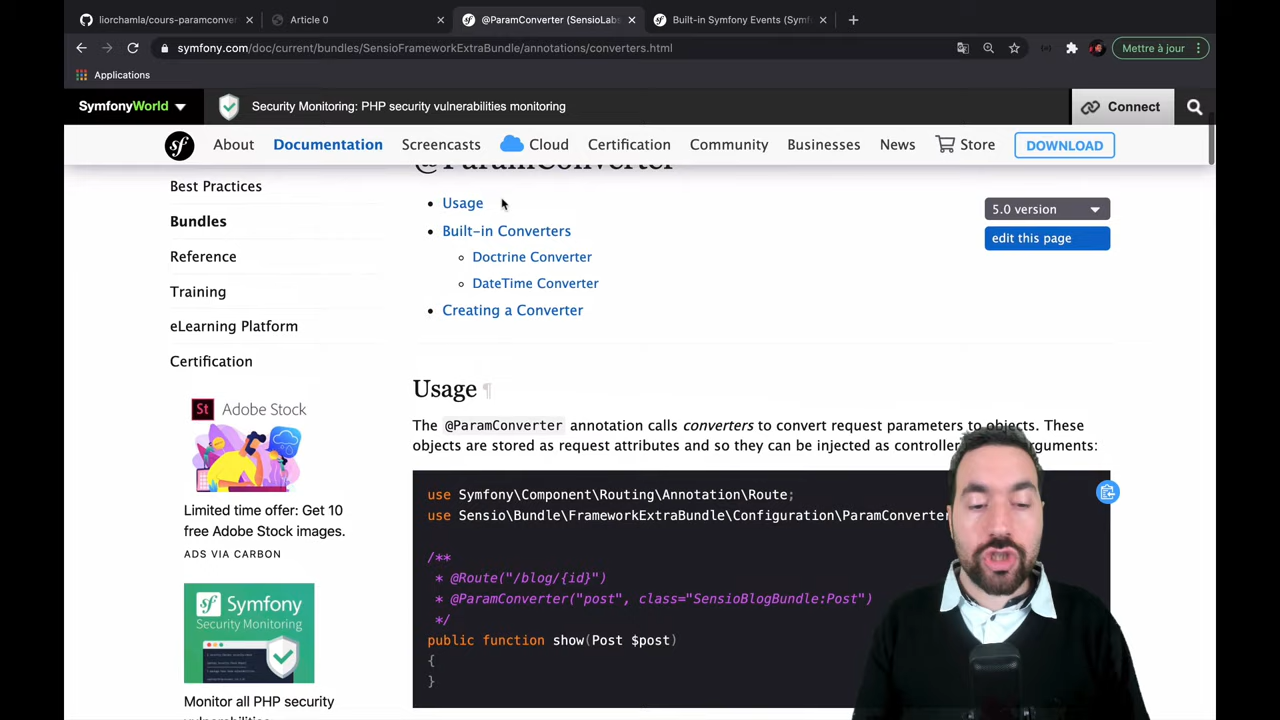 liorchamla/cours-paramconver
Article 0
@ParamConverter (SensioLabs
Built-in Symfony Events (Symf
symfony.com/doc/current/bundles/SensioFrameworkExtraBundle/annotations/converters.html
Mettre à jour
Applications
SymfonyWorld
Security Monitoring: PHP security vulnerabilities monitoring
Connect
sf
About
Documentation
Screencasts
Cloud
Certification
Community
Businesses
News
Store
DOWNLOAD
@ParamConverter
Best Practices
Bundles
Reference
Training
eLearning Platform
Certification
Usage
Built-in Converters
Doctrine Converter
DateTime Converter
Creating a Converter
5.0 version
edit this page
St Adobe Stock
Limited time offer: Get 10
free Adobe Stock images.
ADS VIA CARBON
sf Symfony
Security Monitoring
Monitor all PHP security
Usage ¶
The @ParamConverter annotation calls converters to convert request parameters to objects. These
objects are stored as request attributes and so they can be injected as controller arguments:
use Symfony\Component\Routing\Annotation\Route;
use Sensio\Bundle\FrameworkExtraBundle\Configuration\ParamConverter
/**
* @Route("/blog/{id}")
* @ParamConverter("post", class="SensioBlogBundle:Post")
*/
public function show(Post $post)
{
}